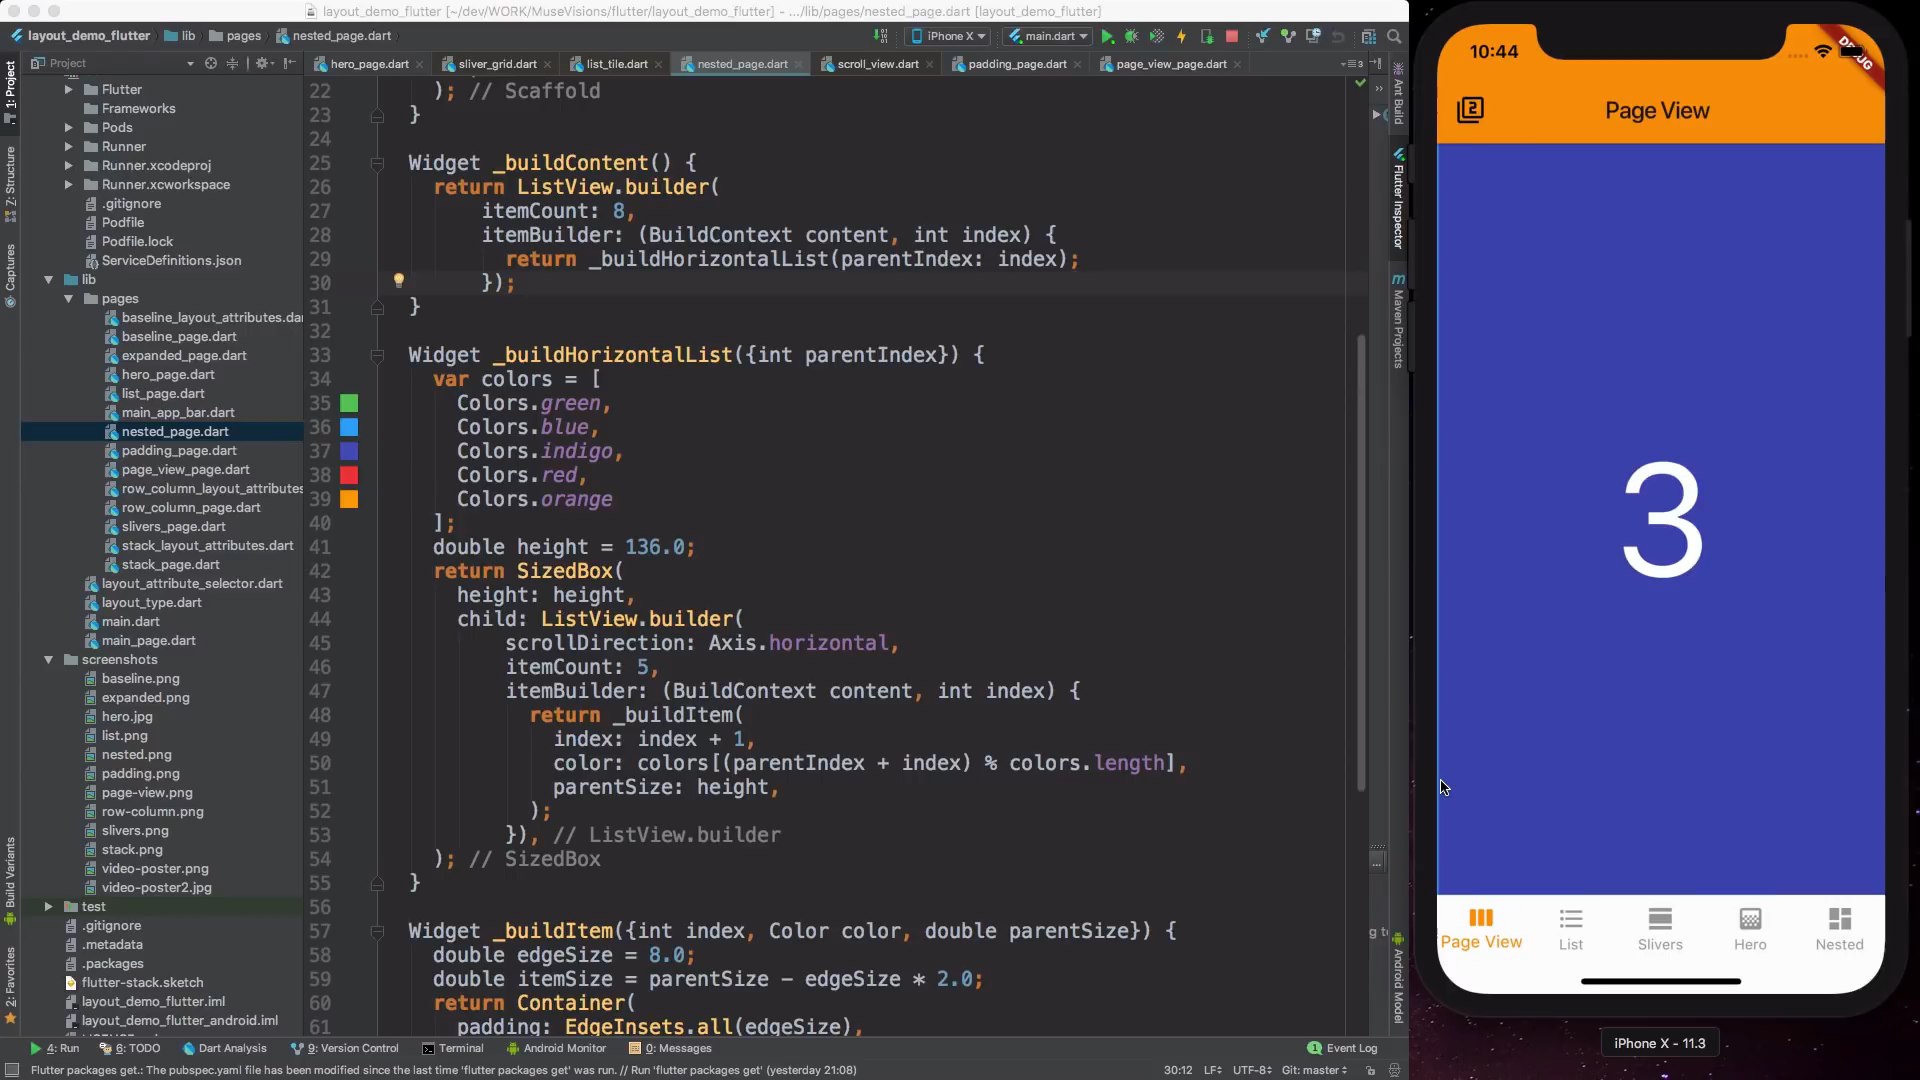 layout_demo_flutter [~/dev/WORK/MuseVisions/flutter/layout_demo_flutter] - .../lib/pages/nested_page.dart [layout_demo_flutter]
layout_demo_flutter lib pages nested_page.dart iPhone X main.dart
Project hero_page.dart sliver_grid.dart list_tile.dart nested_page.dart scroll_view.dart padding_page.dart page_view_page.dart
1: Project
Z: Structure
Captures
Build Variants
2: Favorites
Flutter
Frameworks
Pods
Runner
Runner.xcodeproj
Runner.xcworkspace
.gitignore
Podfile
Podfile.lock
ServiceDefinitions.json
lib
pages
baseline_layout_attributes.dar
baseline_page.dart
expanded_page.dart
hero_page.dart
list_page.dart
main_app_bar.dart
nested_page.dart
padding_page.dart
page_view_page.dart
row_column_layout_attributes
row_column_page.dart
slivers_page.dart
stack_layout_attributes.dart
stack_page.dart
layout_attribute_selector.dart
layout_type.dart
main.dart
main_page.dart
screenshots
baseline.png
expanded.png
hero.jpg
list.png
nested.png
padding.png
page-view.png
row-column.png
slivers.png
stack.png
video-poster.png
video-poster2.jpg
test
.gitignore
.metadata
.packages
flutter-stack.sketch
layout_demo_flutter.iml
layout_demo_flutter_android.iml
22 ); // Scaffold
23 }
24
25 Widget _buildContent() {
26 return ListView.builder(
27 itemCount: 8,
28 itemBuilder: (BuildContext content, int index) {
29 return _buildHorizontalList(parentIndex: index);
30 });
31 }
32
33 Widget _buildHorizontalList({int parentIndex}) {
34 var colors = [
35 Colors.green,
36 Colors.blue,
37 Colors.indigo,
38 Colors.red,
39 Colors.orange
40 ];
41 double height = 136.0;
42 return SizedBox(
43 height: height,
44 child: ListView.builder(
45 scrollDirection: Axis.horizontal,
46 itemCount: 5,
47 itemBuilder: (BuildContext content, int index) {
48 return _buildItem(
49 index: index + 1,
50 color: colors[(parentIndex + index) % colors.length],
51 parentSize: height,
52 );
53 }), // ListView.builder
54 ); // SizedBox
55 }
56
57 Widget _buildItem({int index, Color color, double parentSize}) {
58 double edgeSize = 8.0;
59 double itemSize = parentSize - edgeSize * 2.0;
60 return Container(
61 padding: EdgeInsets.all(edgeSize),
Ant Build
Flutter Inspector
Maven Projects
Android Model
4: Run 6: TODO Dart Analysis 9: Version Control Terminal Android Monitor 0: Messages 1 Event Log
Flutter packages get.: The pubspec.yaml file has been modified since the last time 'flutter packages get' was run. // Run 'flutter packages get' (yesterday 21:08) 30:12 LF UTF-8 Git: master
10:44
DEBUG
2 Page View
3
Page View List Slivers Hero Nested
iPhone X - 11.3